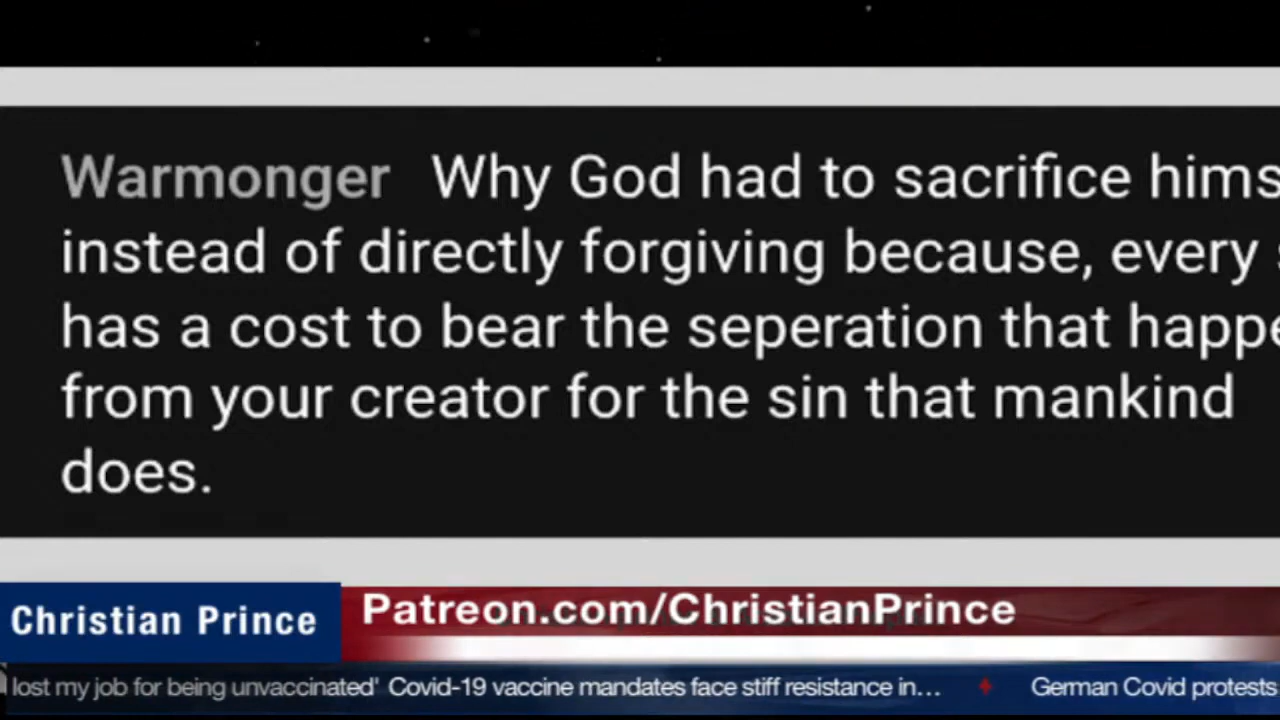 Warmonger Why God had to sacrifice hims
instead of directly forgiving because, every
has a cost to bear the seperation that happe
from your creator for the sin that mankind
does.
Christian Prince
Patreon.com/ChristianPrince
lost my job for being unvaccinated' Covid-19 vaccine mandates face stiff resistance in... German Covid protests